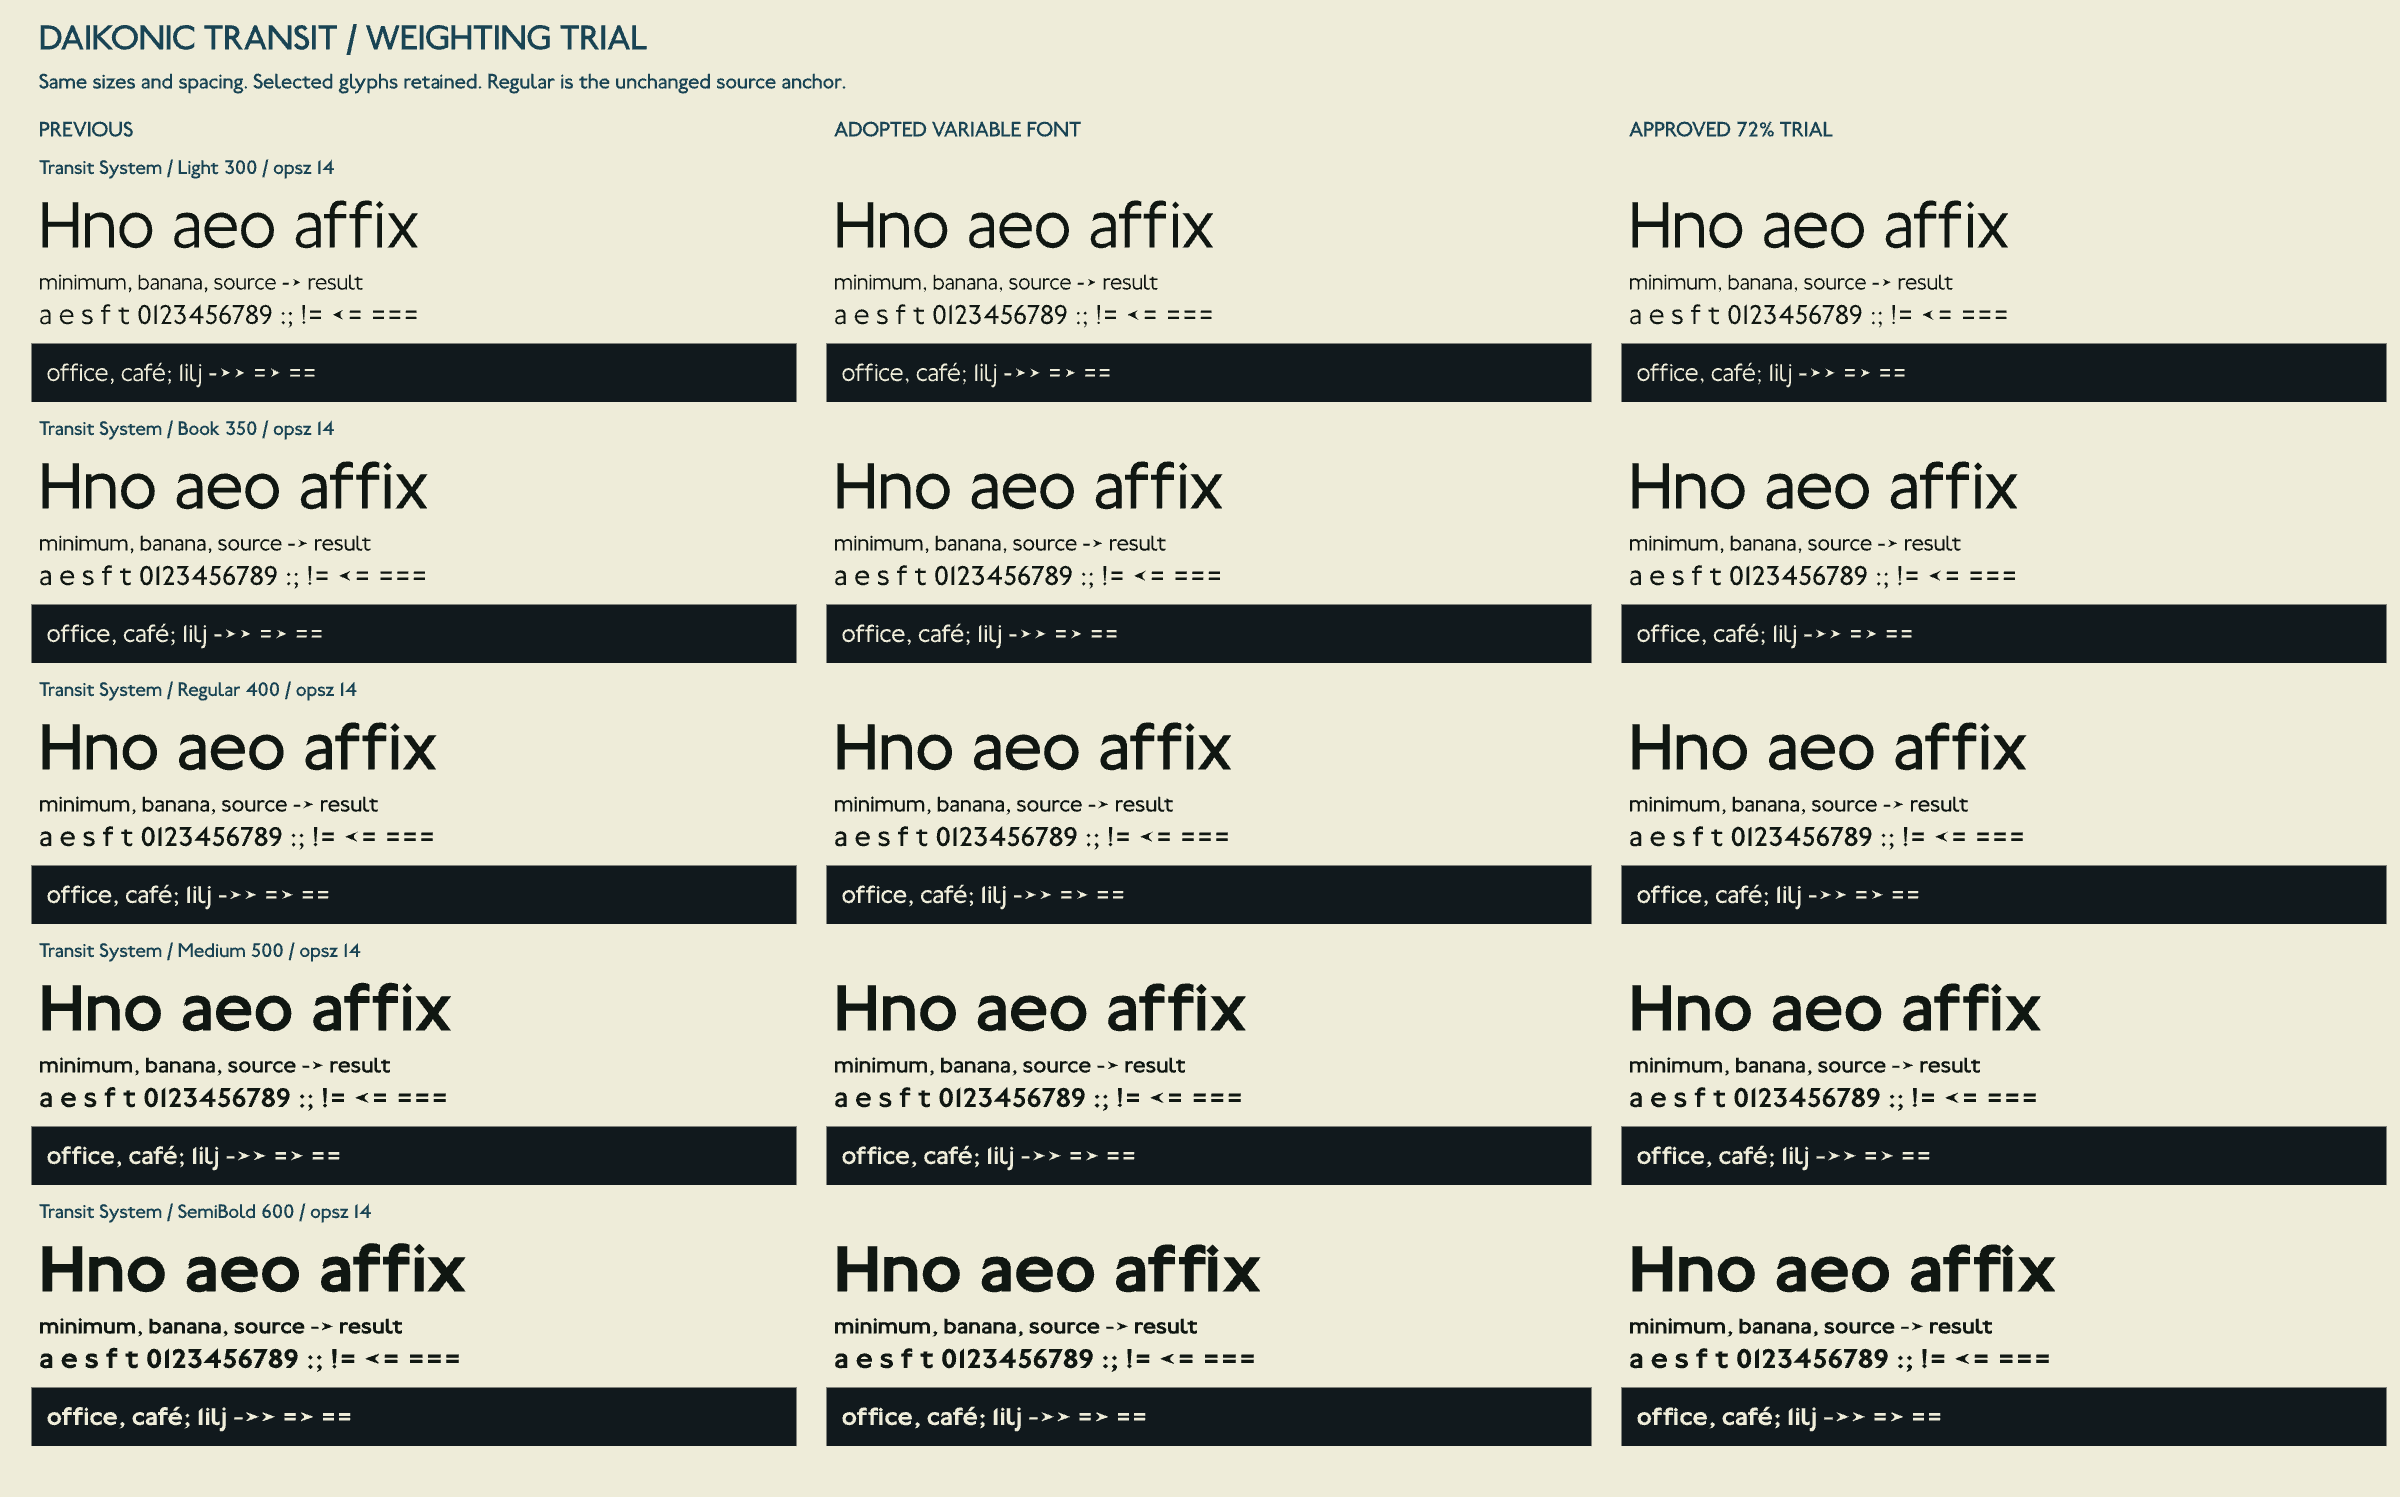 DAIKONIC TRANSIT / WEIGHTING TRIAL
Same sizes and spacing. Selected glyphs retained. Regular is the unchanged source anchor.
PREVIOUS
ADOPTED VARIABLE FONT
APPROVED 72% TRIAL
Transit System / Light 300 / opsz 14
Hno aeo affix
Hno aeo affix
Hno aeo affix
minimum, banana, source -➤ result
minimum, banana, source -➤ result
minimum, banana, source -➤ result
a e s f t 0123456789 :; != <= ===
a e s f t 0123456789 :; != <= ===
a e s f t 0123456789 :; != <= ===
office, café; lilj ->> => ==
office, café; lilj ->> => ==
office, café; lilj ->> => ==
Transit System / Book 350 / opsz 14
Hno aeo affix
Hno aeo affix
Hno aeo affix
minimum, banana, source -> result
minimum, banana, source -> result
minimum, banana, source -> result
a e s f t 0123456789 :; != <= ===
a e s f t 0123456789 :; != <= ===
a e s f t 0123456789 :; != <= ===
office, café; lilj ->> => ==
office, café; lilj ->> => ==
office, café; lilj ->> => ==
Transit System / Regular 400 / opsz 14
Hno aeo affix
Hno aeo affix
Hno aeo affix
minimum, banana, source -> result
minimum, banana, source -> result
minimum, banana, source -> result
a e s f t 0123456789 :; != <= ===
a e s f t 0123456789 :; != <= ===
a e s f t 0123456789 :; != <= ===
office, café; lilj ->> => ==
office, café; lilj ->> => ==
office, café; lilj ->> => ==
Transit System / Medium 500 / opsz 14
Hno aeo affix
Hno aeo affix
Hno aeo affix
minimum, banana, source -> result
minimum, banana, source -> result
minimum, banana, source -> result
a e s f t 0123456789 :; != <= ===
a e s f t 0123456789 :; != <= ===
a e s f t 0123456789 :; != <= ===
office, café; lilj ->> => ==
office, café; lilj ->> => ==
office, café; lilj ->> => ==
Transit System / SemiBold 600 / opsz 14
Hno aeo affix
Hno aeo affix
Hno aeo affix
minimum, banana, source -> result
minimum, banana, source -> result
minimum, banana, source -> result
a e s f t 0123456789 :; != <= ===
a e s f t 0123456789 :; != <= ===
a e s f t 0123456789 :; != <= ===
office, café; lilj ->> => ==
office, café; lilj ->> => ==
office, café; lilj ->> => ==